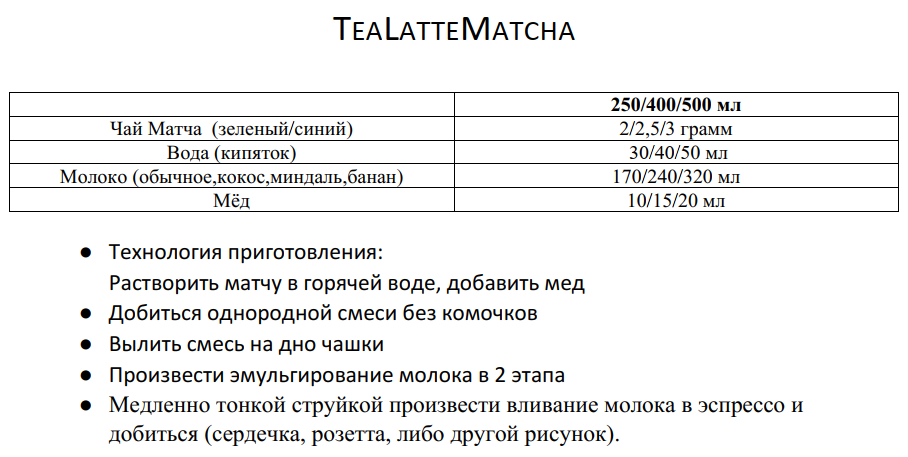 TEALATTEMATCHA
250/400/500 мл
Чай Матча (зеленый/синий) 2/2,5/3 грамм
Вода (кипяток) 30/40/50 мл
Молоко (обычное,кокос,миндаль,банан) 170/240/320 мл
Мёд 10/15/20 мл
● Технология приготовления:
Растворить матчу в горячей воде, добавить мед
● Добиться однородной смеси без комочков
● Вылить смесь на дно чашки
● Произвести эмульгирование молока в 2 этапа
● Медленно тонкой струйкой произвести вливание молока в эспрессо и
добиться (сердечка, розетта, либо другой рисунок).